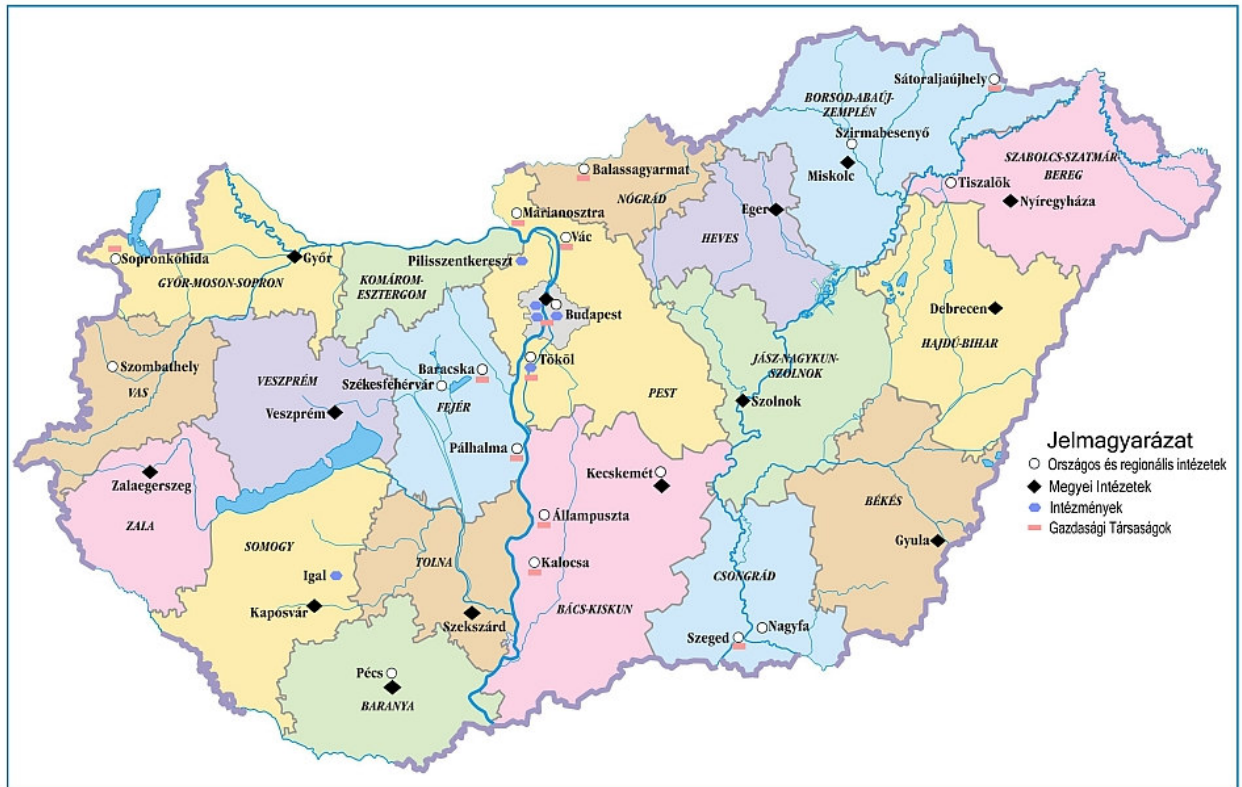 Sátoraljaújhely
BORSOD-ABAÚJ-
ZEMPLÉN
Szirmabesenyő
Miskolc
SZABOLCS-SZATMÁR-
BEREG
Tiszalök
Nyíregyháza
Balassagyarmat
NÓGRÁD
Márianosztra
Vác
Eger
HEVES
Sopronkőhida
Győr
GYŐR-MOSON-SOPRON
Pilisszentkereszt
KOMÁROM-
ESZTERGOM
Budapest
Debrecen
HAJDÚ-BIHAR
Szombathely
VAS
VESZPRÉM
Veszprém
Baracska
Székesfehérvár
FEJÉR
Tököl
PEST
JÁSZ-NAGYKUN-
SZOLNOK
Szolnok
Pálhalma
Zalaegerszeg
ZALA
Kecskemét
Jelmagyarázat
Országos és regionális intézetek
Megyei Intézetek
Intézmények
Gazdasági Társaságok
BÉKÉS
Gyula
Állampuszta
SOMOGY
TOLNA
Igal
Kalocsa
Kaposvár
Szekszárd
BÁCS-KISKUN
CSONGRÁD
Szeged
Nagyfa
Pécs
BARANYA